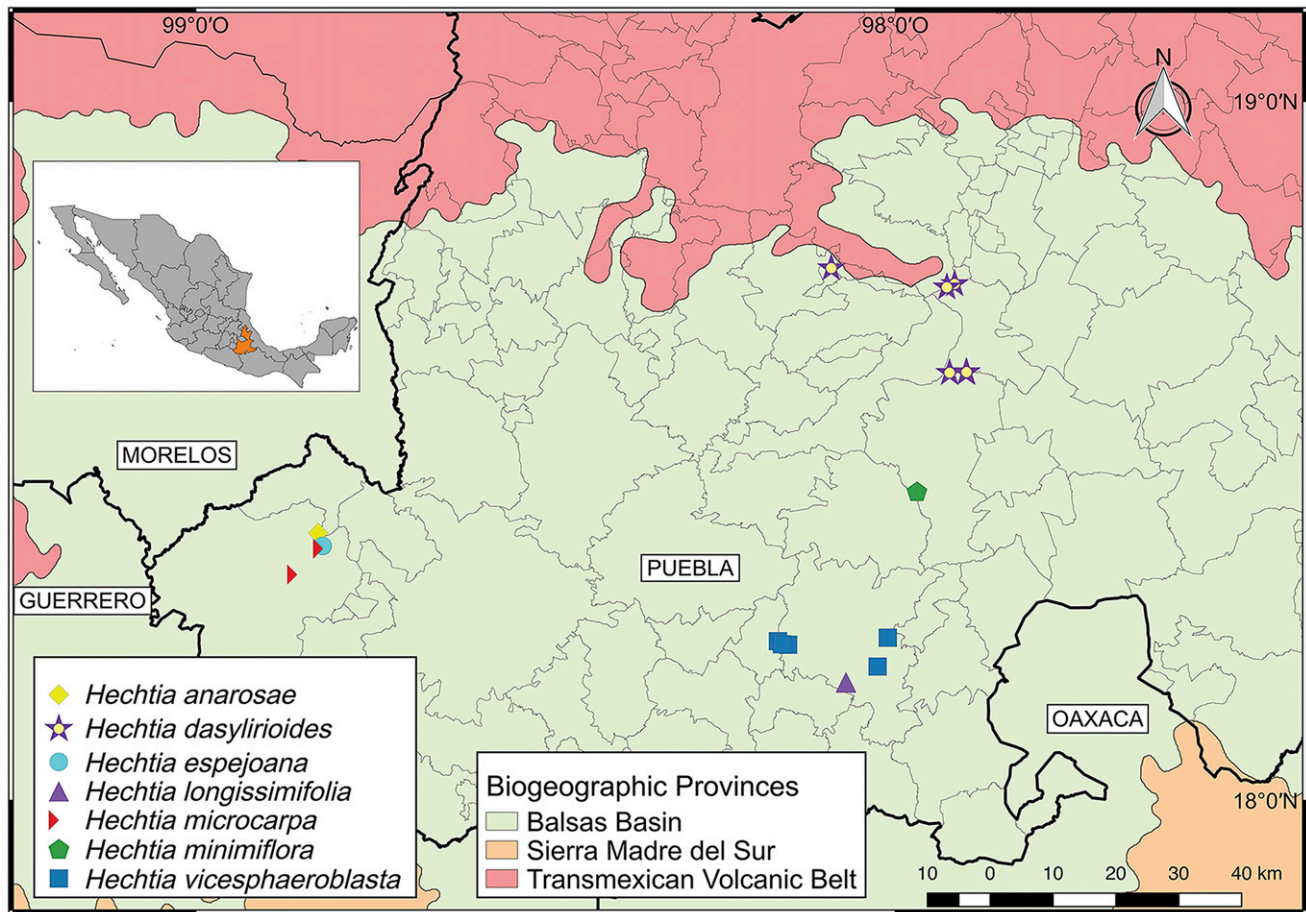 99°0′O
98°0′O
N
19°0′N
MORELOS
PUEBLA
GUERRERO
OAXACA
18°0′N
Hechtia anarosae
Hechtia dasylirioides
Hechtia espejoana
Hechtia longissimifolia
Hechtia microcarpa
Hechtia minimiflora
Hechtia vicesphaeroblasta
Biogeographic Provinces
Balsas Basin
Sierra Madre del Sur
Transmexican Volcanic Belt
10 0 10 20 30 40 km